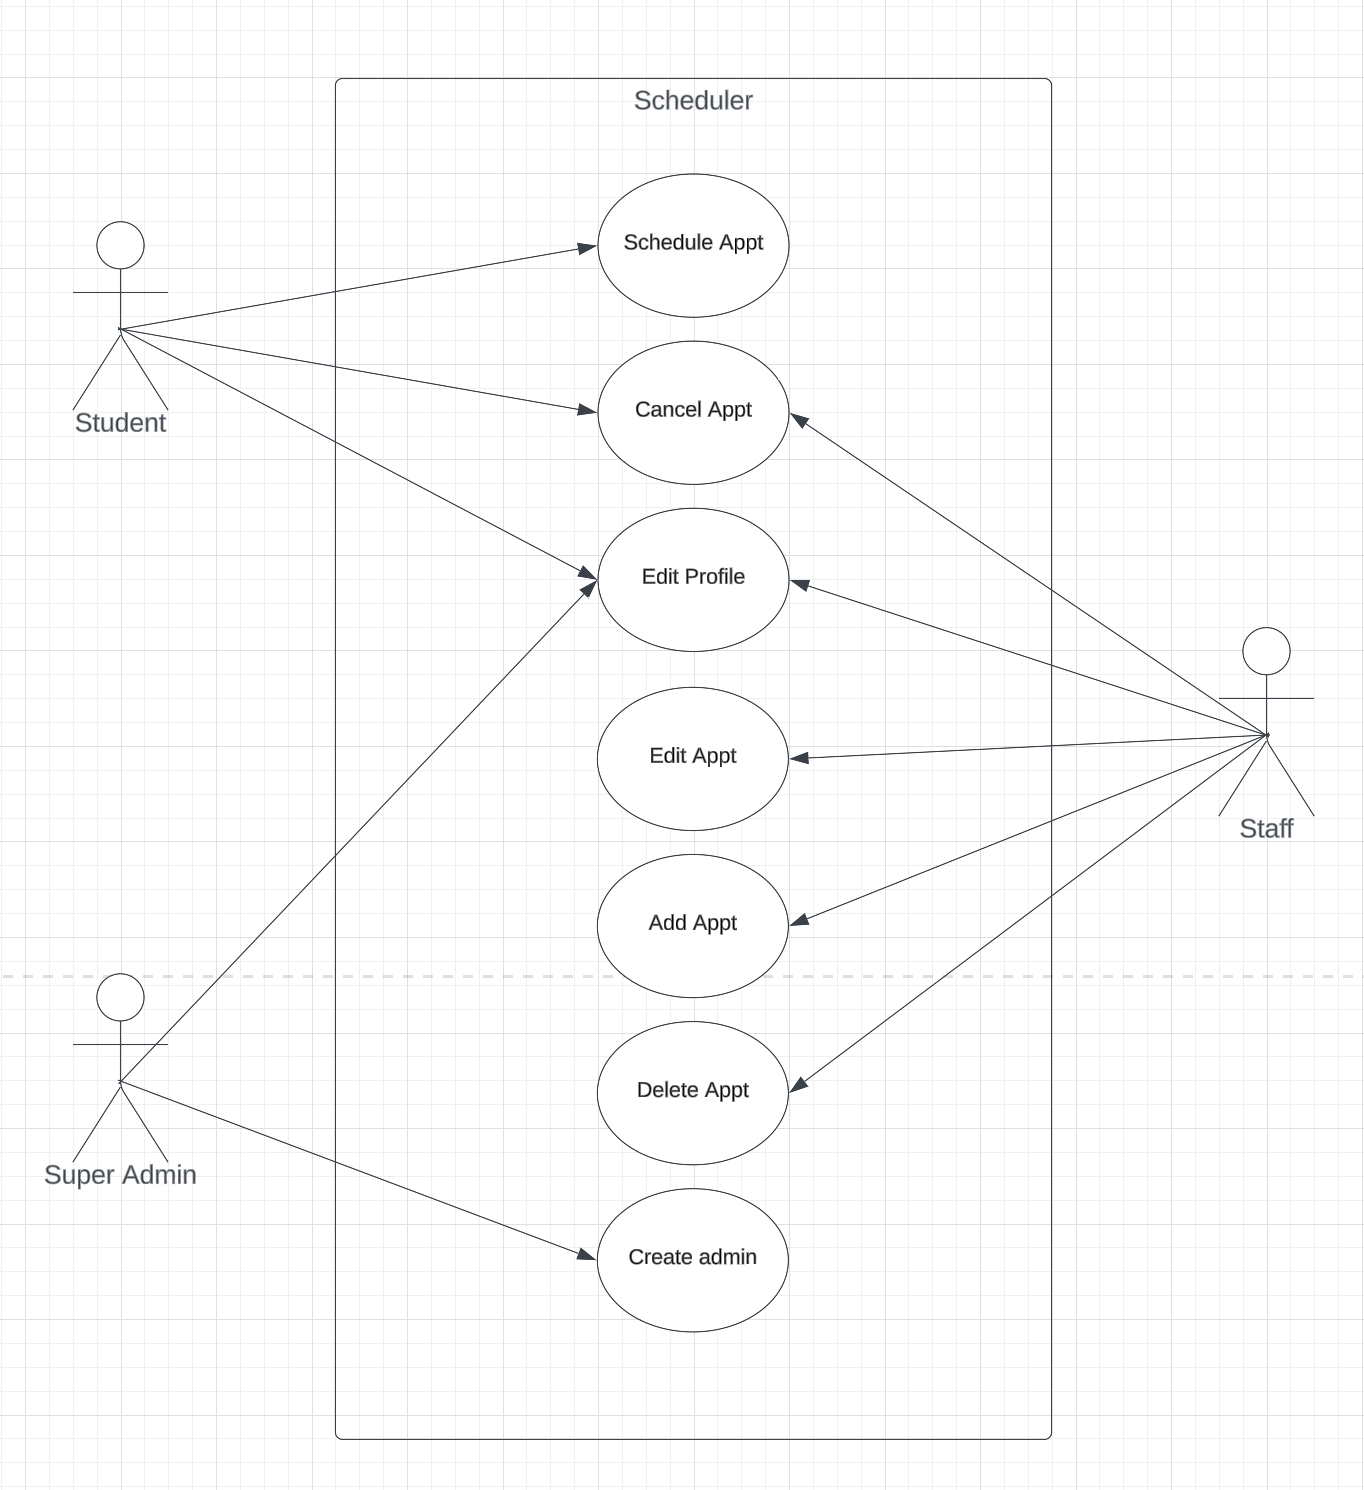 Scheduler
Schedule Appt
Student
Cancel Appt
Edit Profile
Edit Appt
Staff
Add Appt
Super Admin
Delete Appt
Create admin